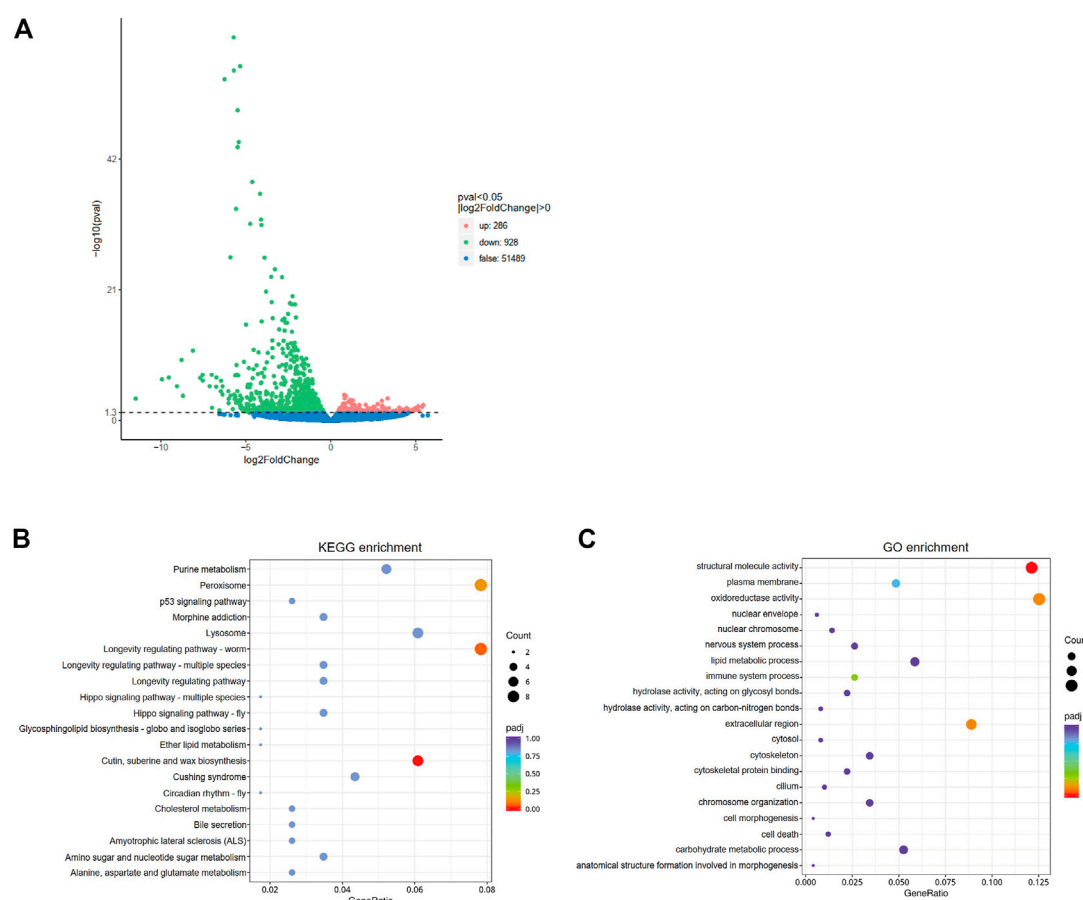 A
42
21
1.3
0
−log10(pval)
−10
−5
0
5
log2FoldChange
pval<0.05
|log2FoldChange|>0
up: 286
down: 928
false: 51489
B
KEGG enrichment
Purine metabolism
Peroxisome
p53 signaling pathway
Morphine addiction
Lysosome
Longevity regulating pathway - worm
Longevity regulating pathway - multiple species
Longevity regulating pathway
Hippo signaling pathway - multiple species
Hippo signaling pathway - fly
Glycosphingolipid biosynthesis - globo and isoglobo series
Ether lipid metabolism
Cutin, suberine and wax biosynthesis
Cushing syndrome
Circadian rhythm - fly
Cholesterol metabolism
Bile secretion
Amyotrophic lateral sclerosis (ALS)
Amino sugar and nucleotide sugar metabolism
Alanine, aspartate and glutamate metabolism
0.02
0.04
0.06
0.08
GeneRatio
Count
2
4
6
8
padj
1.00
0.75
0.50
0.25
0.00
C
GO enrichment
structural molecule activity
plasma membrane
oxidoreductase activity
nuclear envelope
nuclear chromosome
nervous system process
lipid metabolic process
immune system process
hydrolase activity, acting on glycosyl bonds
hydrolase activity, acting on carbon-nitrogen bonds
extracellular region
cytosol
cytoskeleton
cytoskeletal protein binding
cilium
chromosome organization
cell morphogenesis
cell death
carbohydrate metabolic process
anatomical structure formation involved in morphogenesis
0.000
0.025
0.050
0.075
0.100
0.125
GeneRatio
Cour
padj